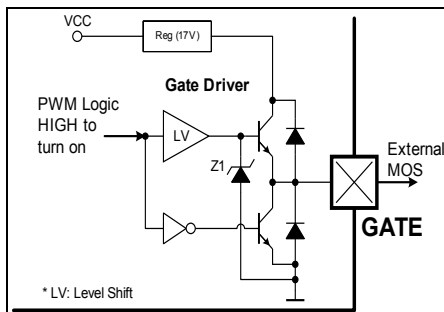 VCC
Reg (17V)
Gate Driver
PWM Logic
HIGH to
turn on
LV
Z1
External
MOS
GATE
* LV: Level Shift